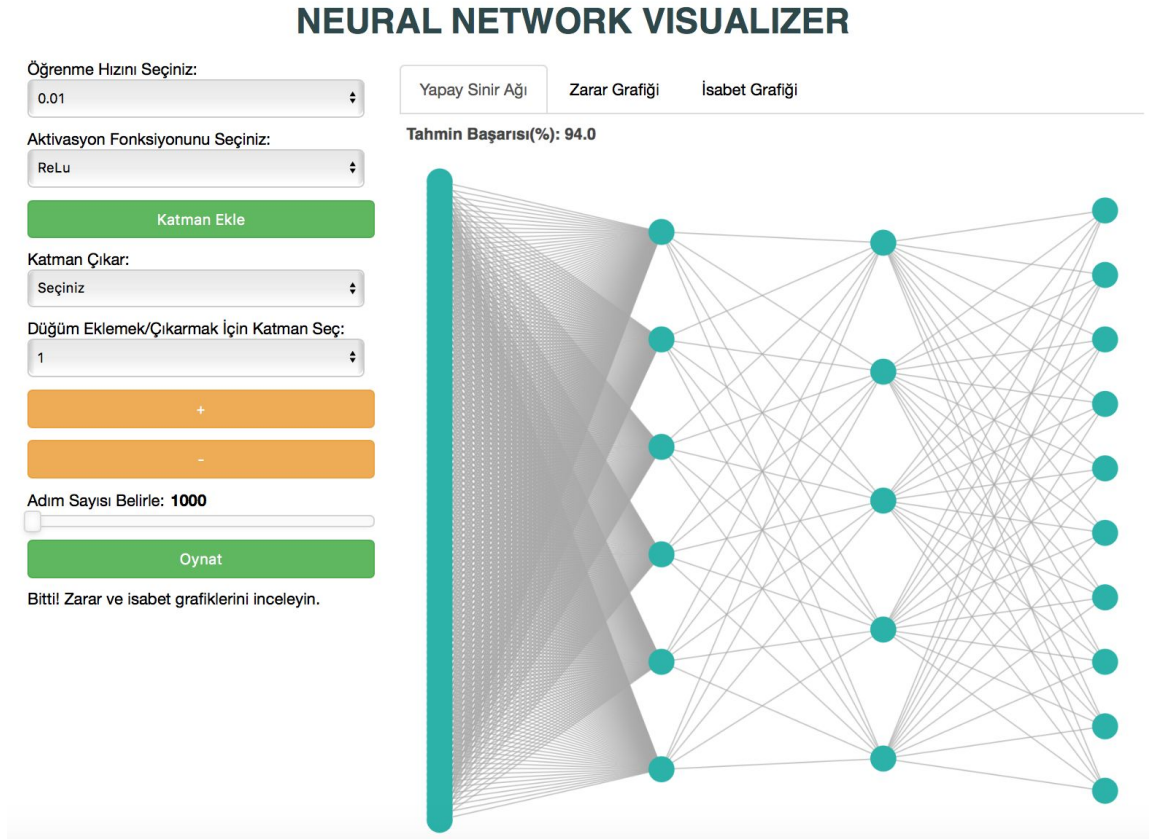 NEURAL NETWORK VISUALIZER
Öğrenme Hızını Seçiniz:
0.01
Aktivasyon Fonksiyonunu Seçiniz:
ReLu
Katman Ekle
Katman Çıkar:
Seçiniz
Düğüm Eklemek/Çıkarmak İçin Katman Seç:
1
+
-
Adım Sayısı Belirle: 1000
Oynat
Bitti! Zarar ve isabet grafiklerini inceleyin.
Yapay Sinir Ağı Zarar Grafiği İsabet Grafiği
Tahmin Başarısı(%): 94.0